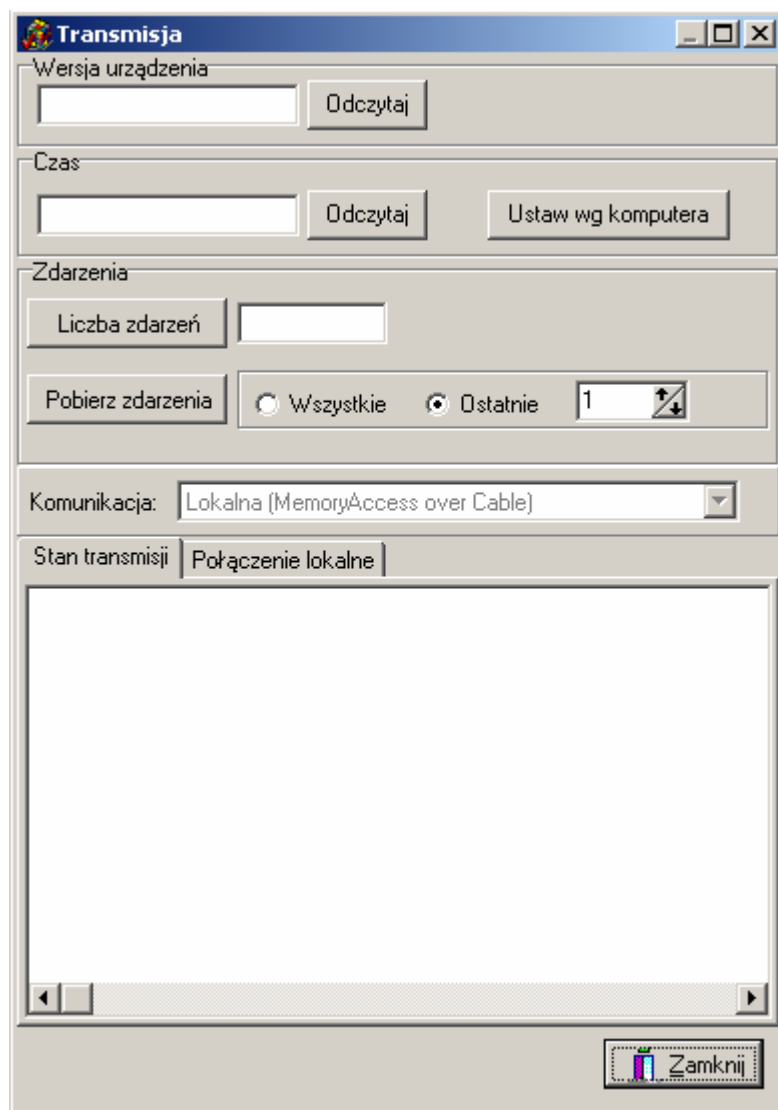 Transmisja
Wersja urządzenia
Odczytaj
Czas
Odczytaj Ustaw wg komputera
Zdarzenia
Liczba zdarzeń
Pobierz zdarzenia Wszystkie Ostatnie 1
Komunikacja: Lokalna (MemoryAccess over Cable)
Stan transmisji Połączenie lokalne
Zamknij